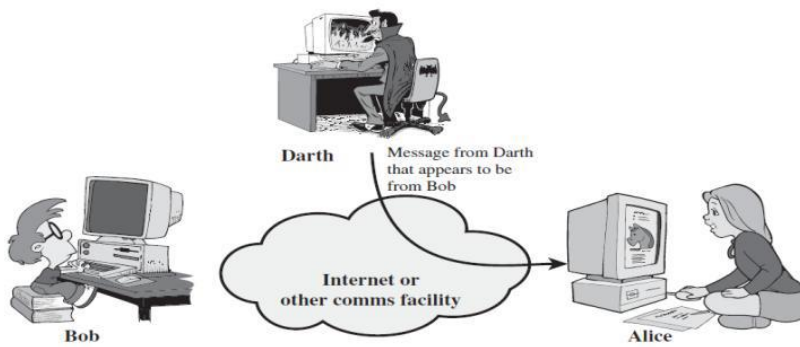 Darth
Message from Darth
that appears to be
from Bob
Internet or
other comms facility
Bob
Alice